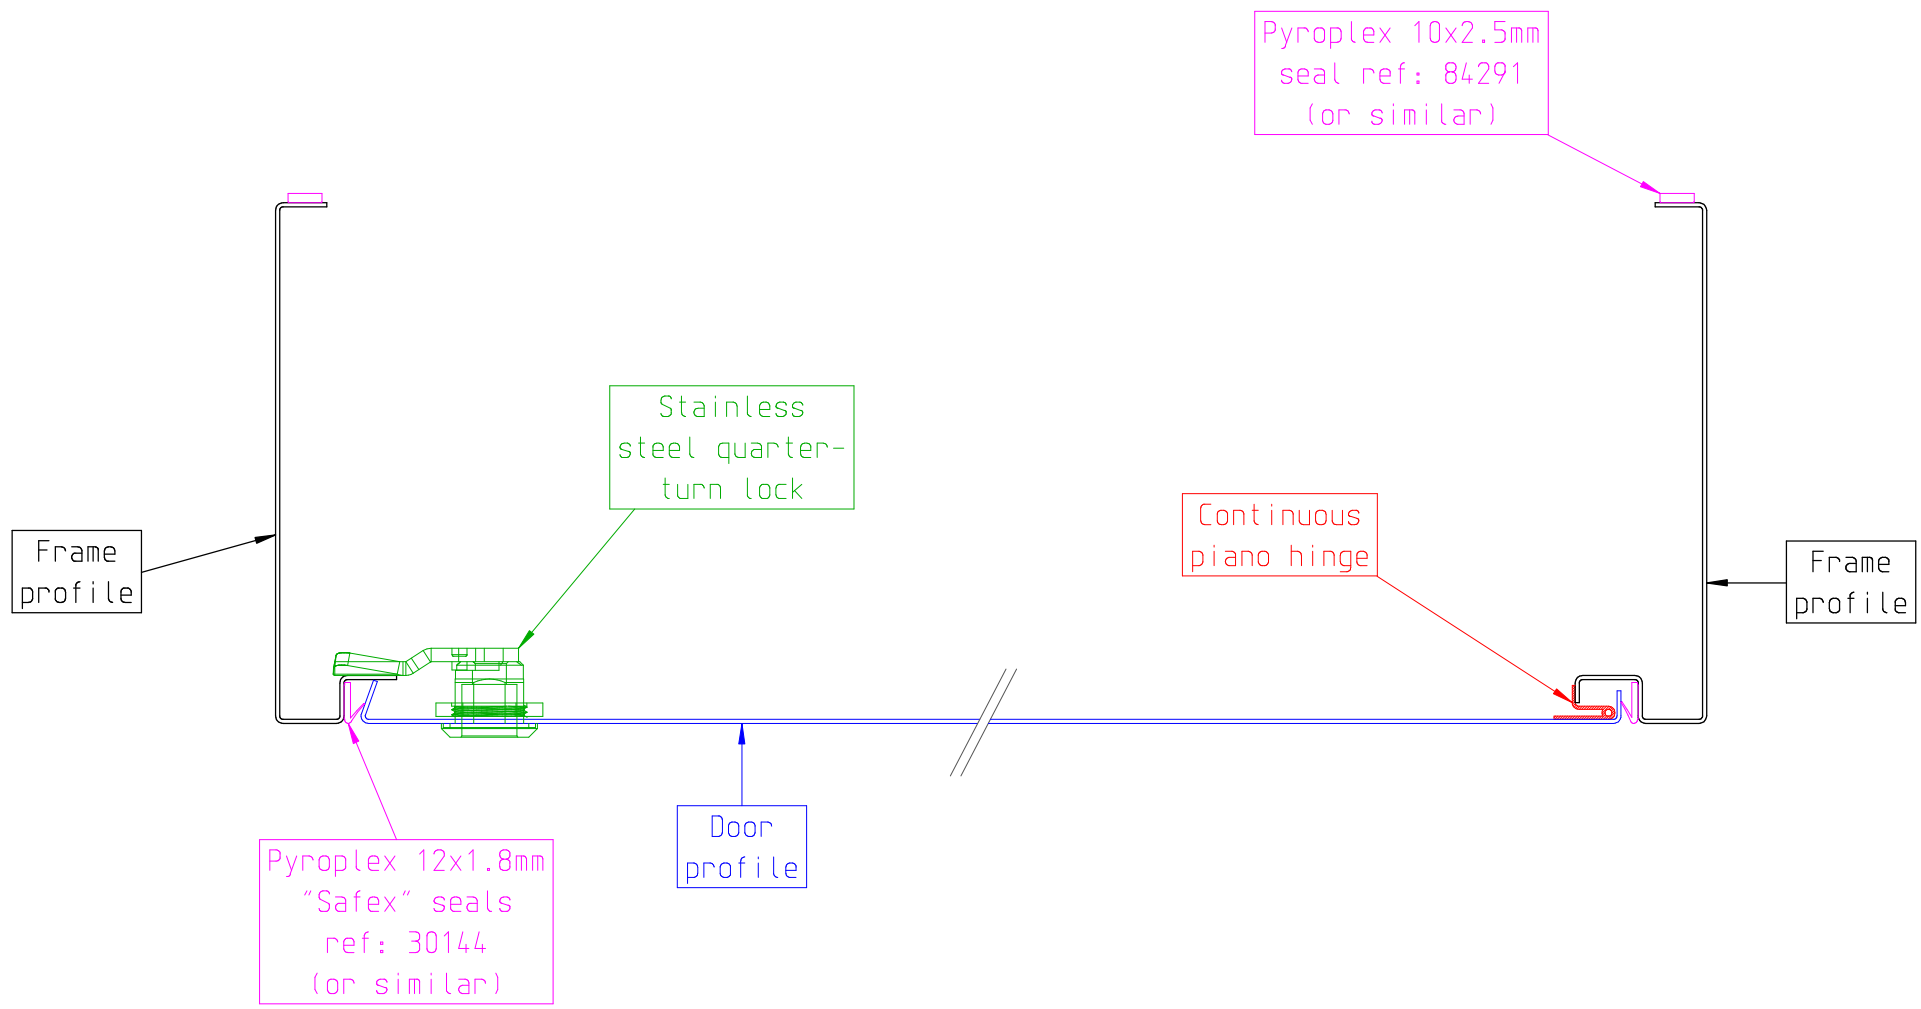 Pyroplex 10x2.5mm
seal ref: 84291
(or similar)
Stainless
steel quarter-
turn lock
Continuous
piano hinge
Frame
profile
Frame
profile
Door
profile
Pyroplex 12x1.8mm
"Safex" seals
ref: 30144
(or similar)